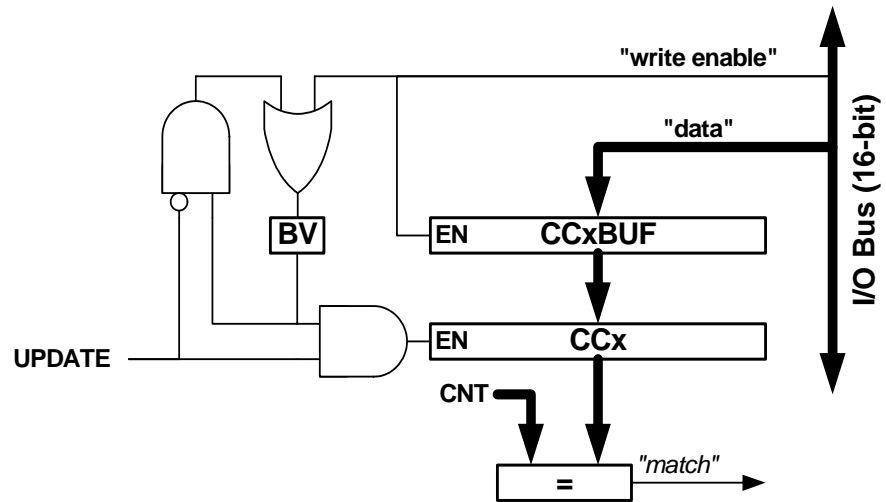 "write enable"
"data"
I/O Bus (16-bit)
BV
EN
CCxBUF
EN
CCx
UPDATE
CNT
=
"match"